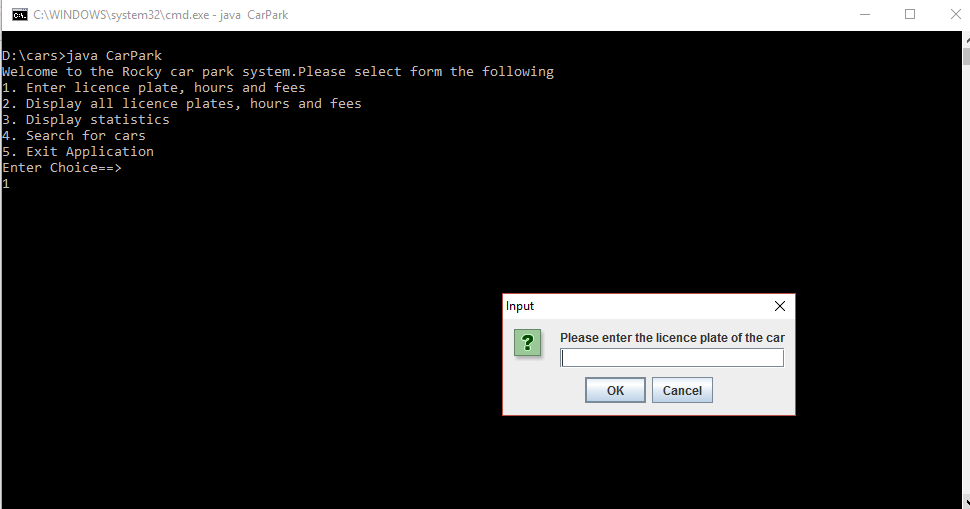 C:\WINDOWS\system32\cmd.exe - java  CarPark
D:\cars>java CarPark
Welcome to the Rocky car park system.Please select form the following
1. Enter licence plate, hours and fees
2. Display all licence plates, hours and fees
3. Display statistics
4. Search for cars
5. Exit Application
Enter Choice==>
1
Input
?
Please enter the licence plate of the car
OK
Cancel